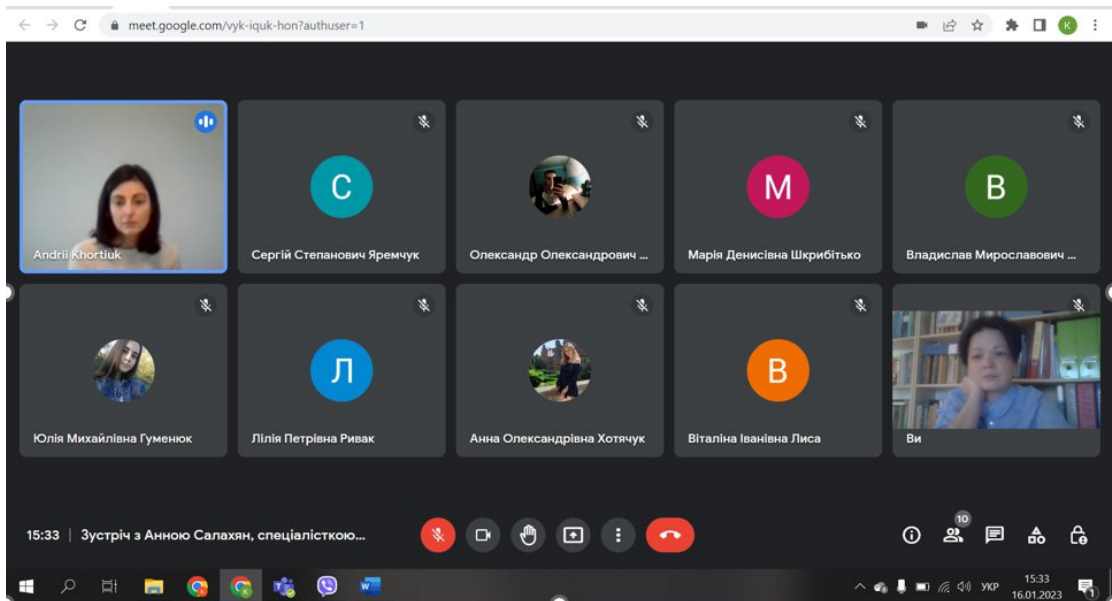 meet.google.com/vyk-iquk-hon?authuser=1
K
Andrii Khortiuk
С
Сергій Степанович Яремчук
Олександр Олександрович ...
М
Марія Денисівна Шкрибітько
В
Владислав Мирославович ...
Юлія Михайлівна Гуменюк
Л
Лілія Петрівна Ривак
Анна Олександрівна Хотячук
В
Віталіна Іванівна Лиса
Ви
15:33 | Зустріч з Анною Салахян, спеціалісткою...
10
W
УКР
15:33
16.01.2023
1